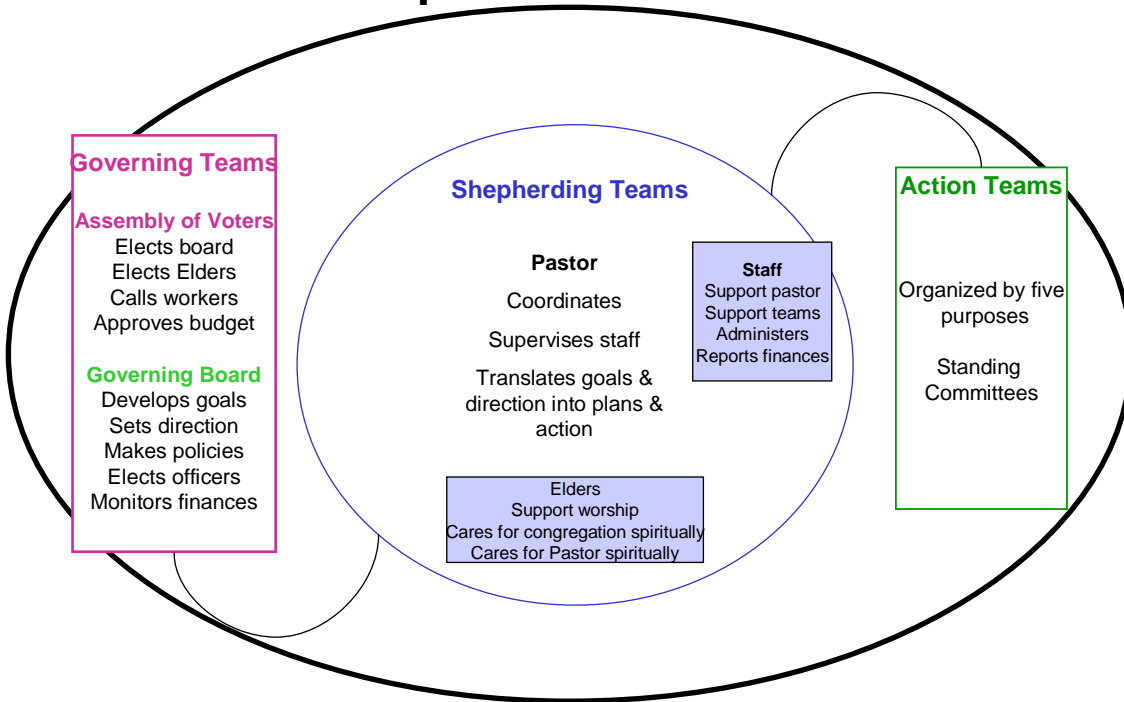 Governing Teams
Assembly of Voters
Elects board
Elects Elders
Calls workers
Approves budget
Governing Board
Develops goals
Sets direction
Makes policies
Elects officers
Monitors finances
Shepherding Teams
Pastor
Coordinates
Supervises staff
Translates goals &
direction into plans &
action
Staff
Support pastor
Support teams
Administers
Reports finances
Elders
Support worship
Cares for congregation spiritually
Cares for Pastor spiritually
Action Teams
Organized by five
purposes
Standing
Committees